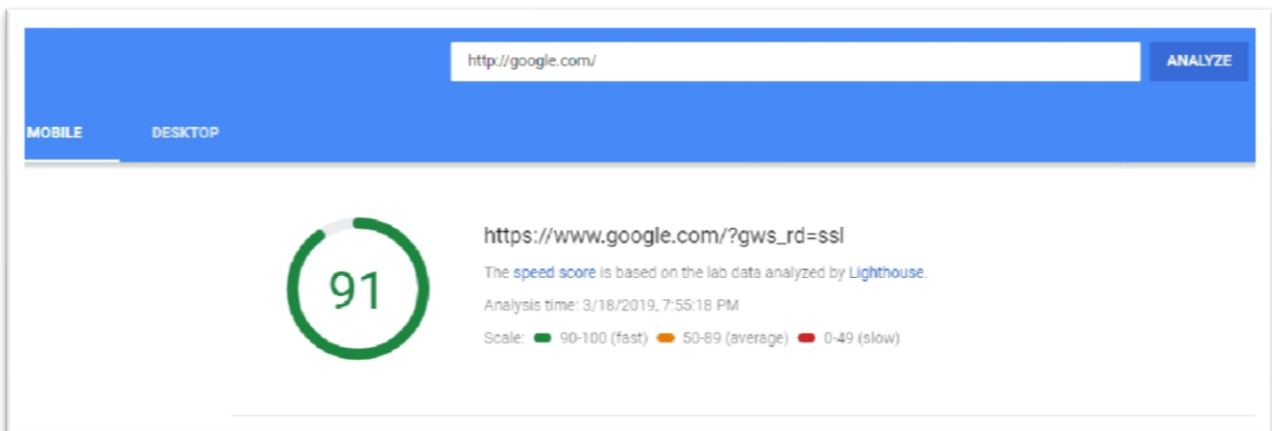 http://google.com/
ANALYZE
MOBILE
DESKTOP
91
https://www.google.com/?gws_rd=ssl
The speed score is based on the lab data analyzed by Lighthouse.
Analysis time: 3/18/2019, 7:55:18 PM
Scale: 90-100 (fast) 50-89 (average) 0-49 (slow)